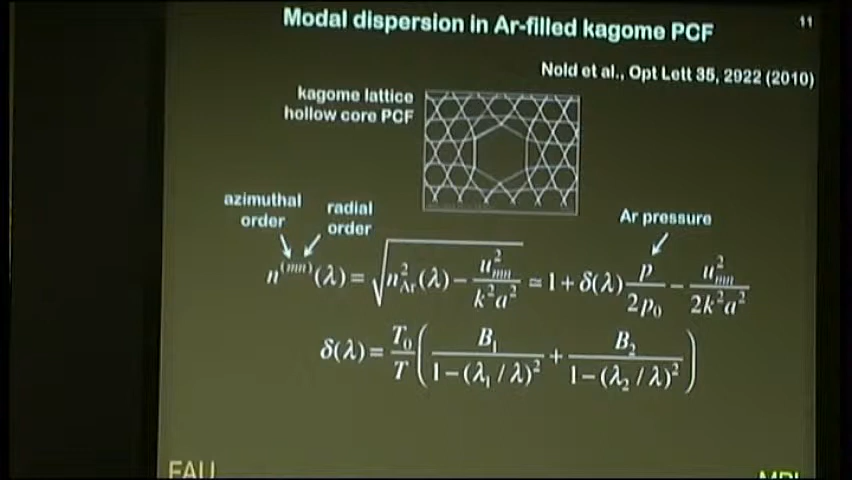 Modal dispersion in Ar-filled kagome PCF
11
Nold et al., Opt Lett 35, 2922 (2010)
kagome lattice
hollow core PCF
azimuthal
order
radial
order
Ar pressure
n^(mn)(λ) = √(n²_Ar(λ) − u²_mn / k²a²) ≃ 1 + δ(λ) p / 2p₀ − u²_mn / 2k²a²
δ(λ) = T₀ / T ( B₁ / 1−(λ₁/λ)² + B₂ / 1−(λ₂/λ)² )
FAU
MPL